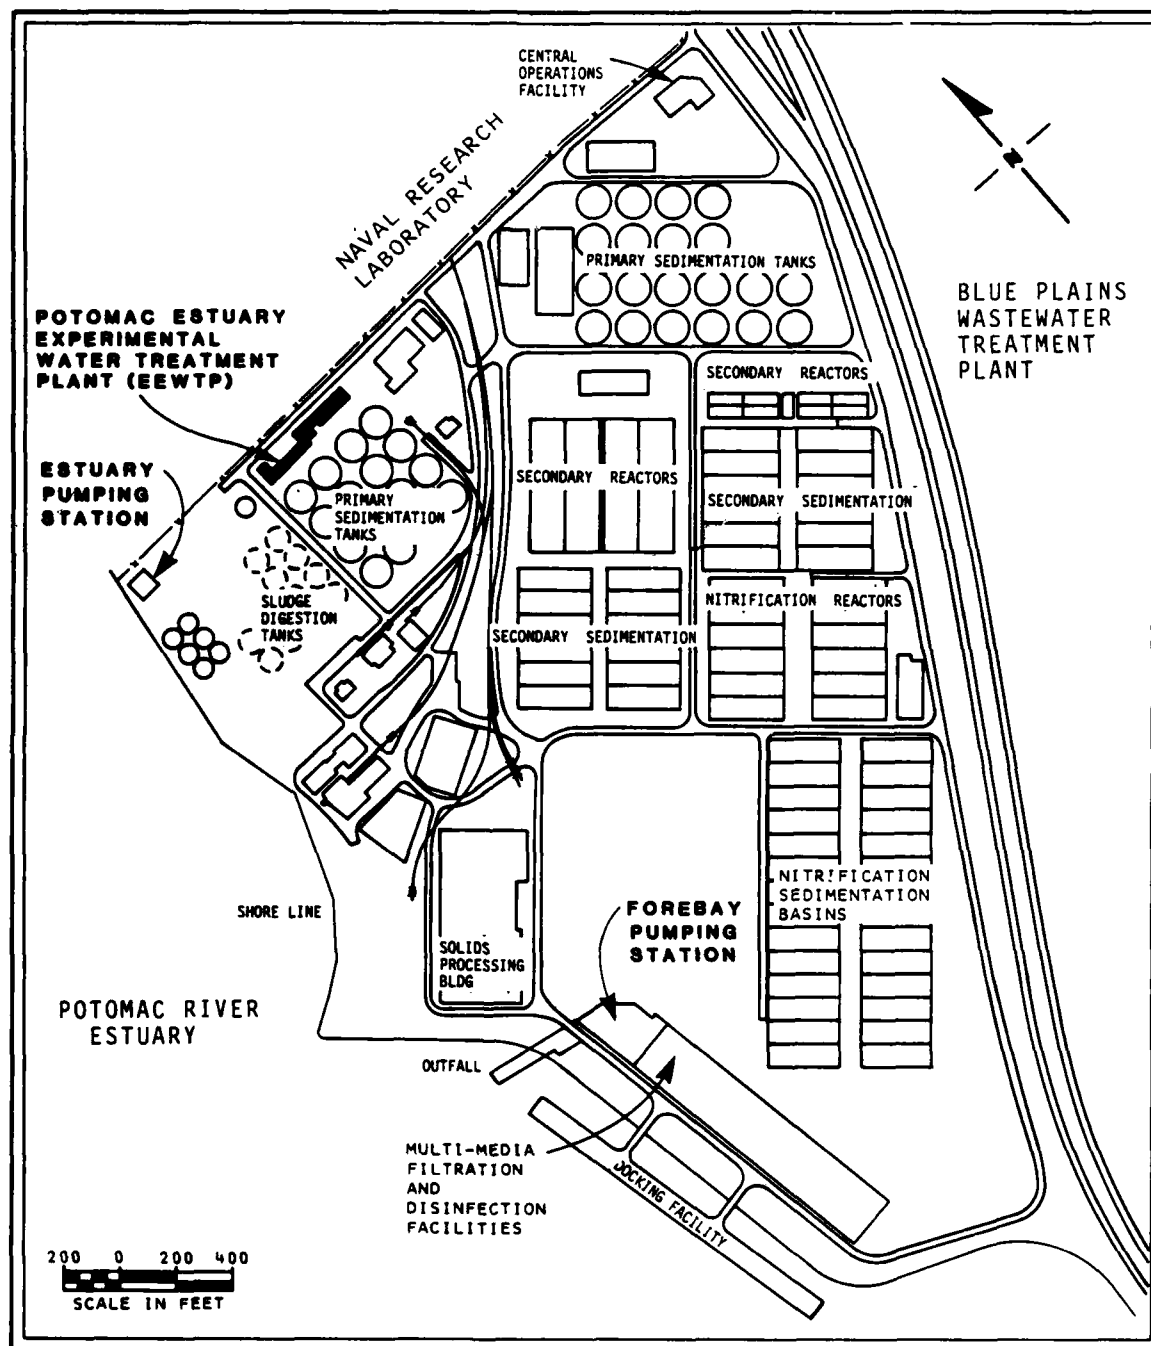 CENTRAL
OPERATIONS
FACILITY
N
NAVAL RESEARCH
LABORATORY
PRIMARY SEDIMENTATION TANKS
BLUE PLAINS
WASTEWATER
TREATMENT
PLANT
POTOMAC ESTUARY
EXPERIMENTAL
WATER TREATMENT
PLANT (EEWTP)
SECONDARY REACTORS
ESTUARY
PUMPING
STATION
SECONDARY REACTORS
PRIMARY
SEDIMENTATION
TANKS
SECONDARY SEDIMENTATION
SLUDGE
DIGESTION
TANKS
NITRIFICATION REACTORS
SECONDARY SEDIMENTATION
NITRIFICATION
SEDIMENTATION
BASINS
SHORE LINE
FOREBAY
PUMPING
STATION
SOLIDS
PROCESSING
BLDG
POTOMAC RIVER
ESTUARY
OUTFALL
MULTI-MEDIA
FILTRATION
AND
DISINFECTION
FACILITIES
DOCKING FACILITY
200 0 200 400
SCALE IN FEET